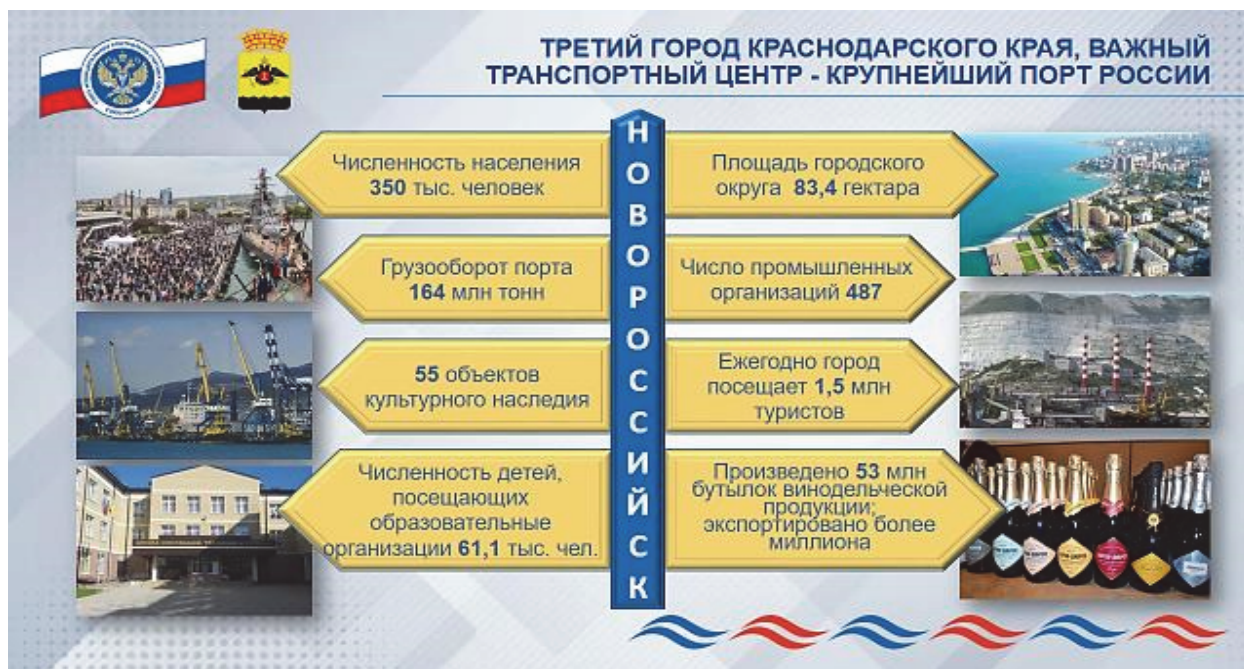 ТРЕТИЙ ГОРОД КРАСНОДАРСКОГО КРАЯ, ВАЖНЫЙ
ТРАНСПОРТНЫЙ ЦЕНТР - КРУПНЕЙШИЙ ПОРТ РОССИИ
НОВОРОССИЙСК
Численность населения
350 тыс. человек
Площадь городского
округа 83,4 гектара
Грузооборот порта
164 млн тонн
Число промышленных
организаций 487
55 объектов
культурного наследия
Ежегодно город
посещает 1,5 млн
туристов
Численность детей,
посещающих
образовательные
организации 61,1 тыс. чел.
Произведено 53 млн
бутылок винодельческой
продукции;
экспортировано более
миллиона